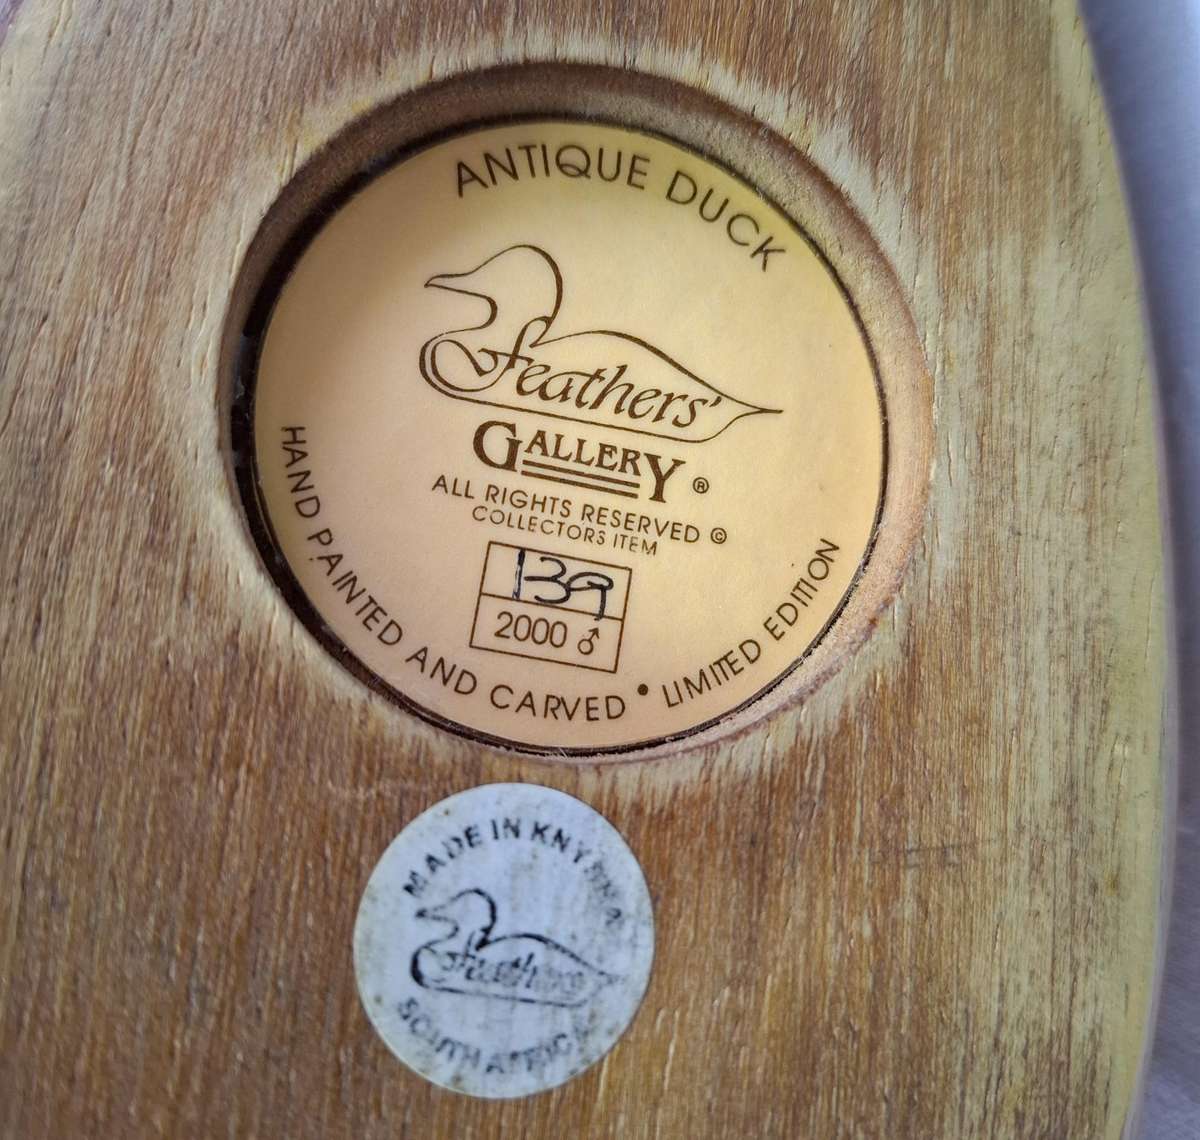 ANTIQUE DUCK
Feathers'
GALLERY ®
ALL RIGHTS RESERVED ©
COLLECTORS ITEM
139
2000 ♂
HAND PAINTED AND CARVED • LIMITED EDITION
MADE IN KNYSNA
Feathers
SOUTH AFRICA